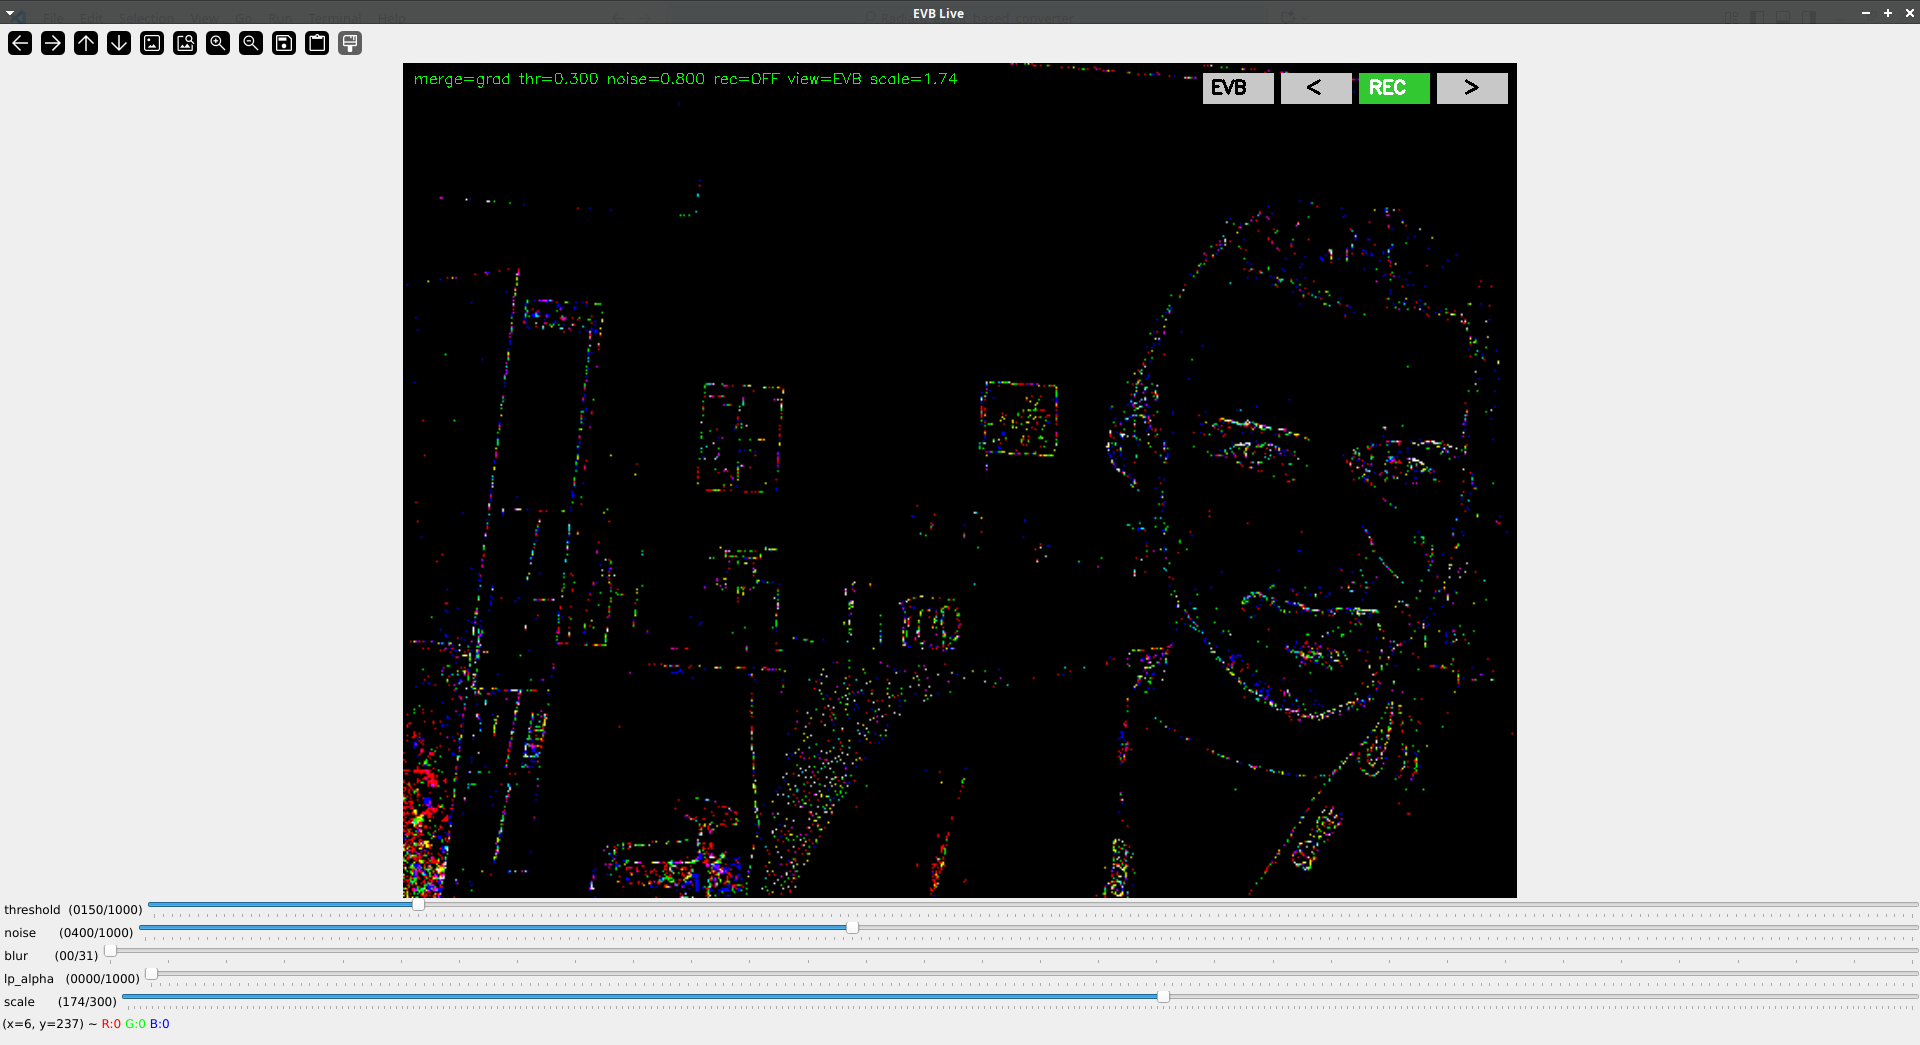 EVB Live
merge=grad thr=0.300 noise=0.800 rec=OFF view=EVB scale=1.74
EVB < REC >
threshold (0150/1000)
noise (0400/1000)
blur (00/31)
lp_alpha (0000/1000)
scale (174/300)
(x=6, y=237) ~ R:0 G:0 B:0